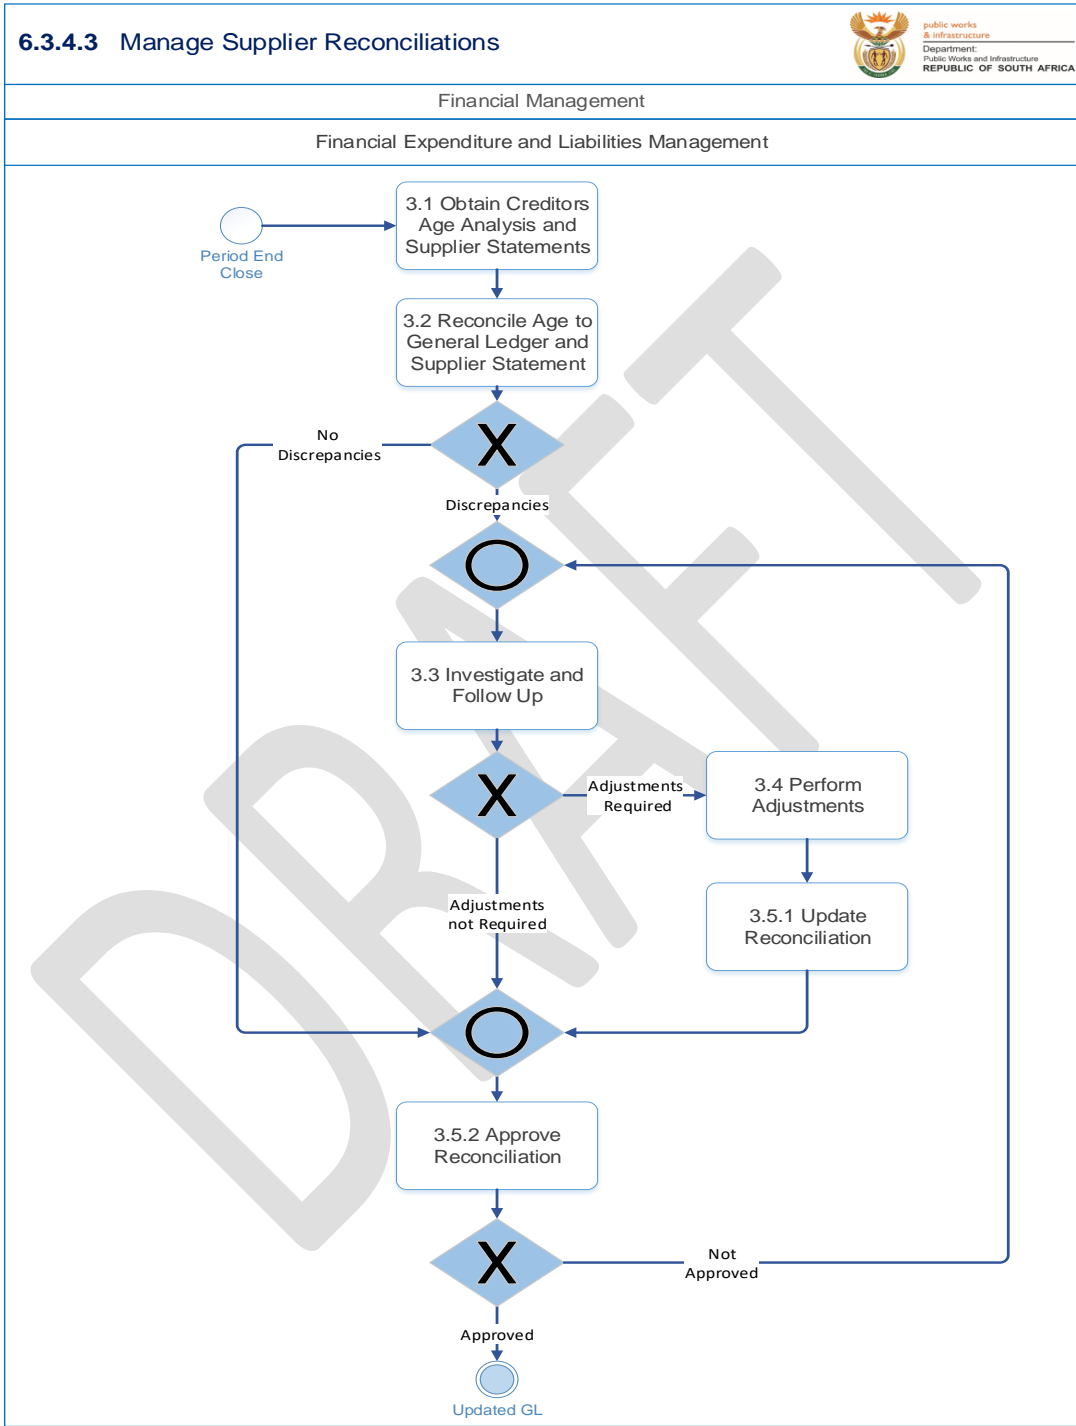 6.3.4.3 Manage Supplier Reconciliations
public works
& infrastructure
Department:
Public Works and Infrastructure
REPUBLIC OF SOUTH AFRICA
Financial Management
Financial Expenditure and Liabilities Management
3.1 Obtain Creditors
Age Analysis and
Supplier Statements
Period End
Close
3.2 Reconcile Age to
General Ledger and
Supplier Statement
X
No
Discrepancies
Discrepancies
3.3 Investigate and
Follow Up
X
Adjustments
Required
3.4 Perform
Adjustments
Adjustments
not Required
3.5.1 Update
Reconciliation
3.5.2 Approve
Reconciliation
X
Not
Approved
Approved
Updated GL
DRAFT